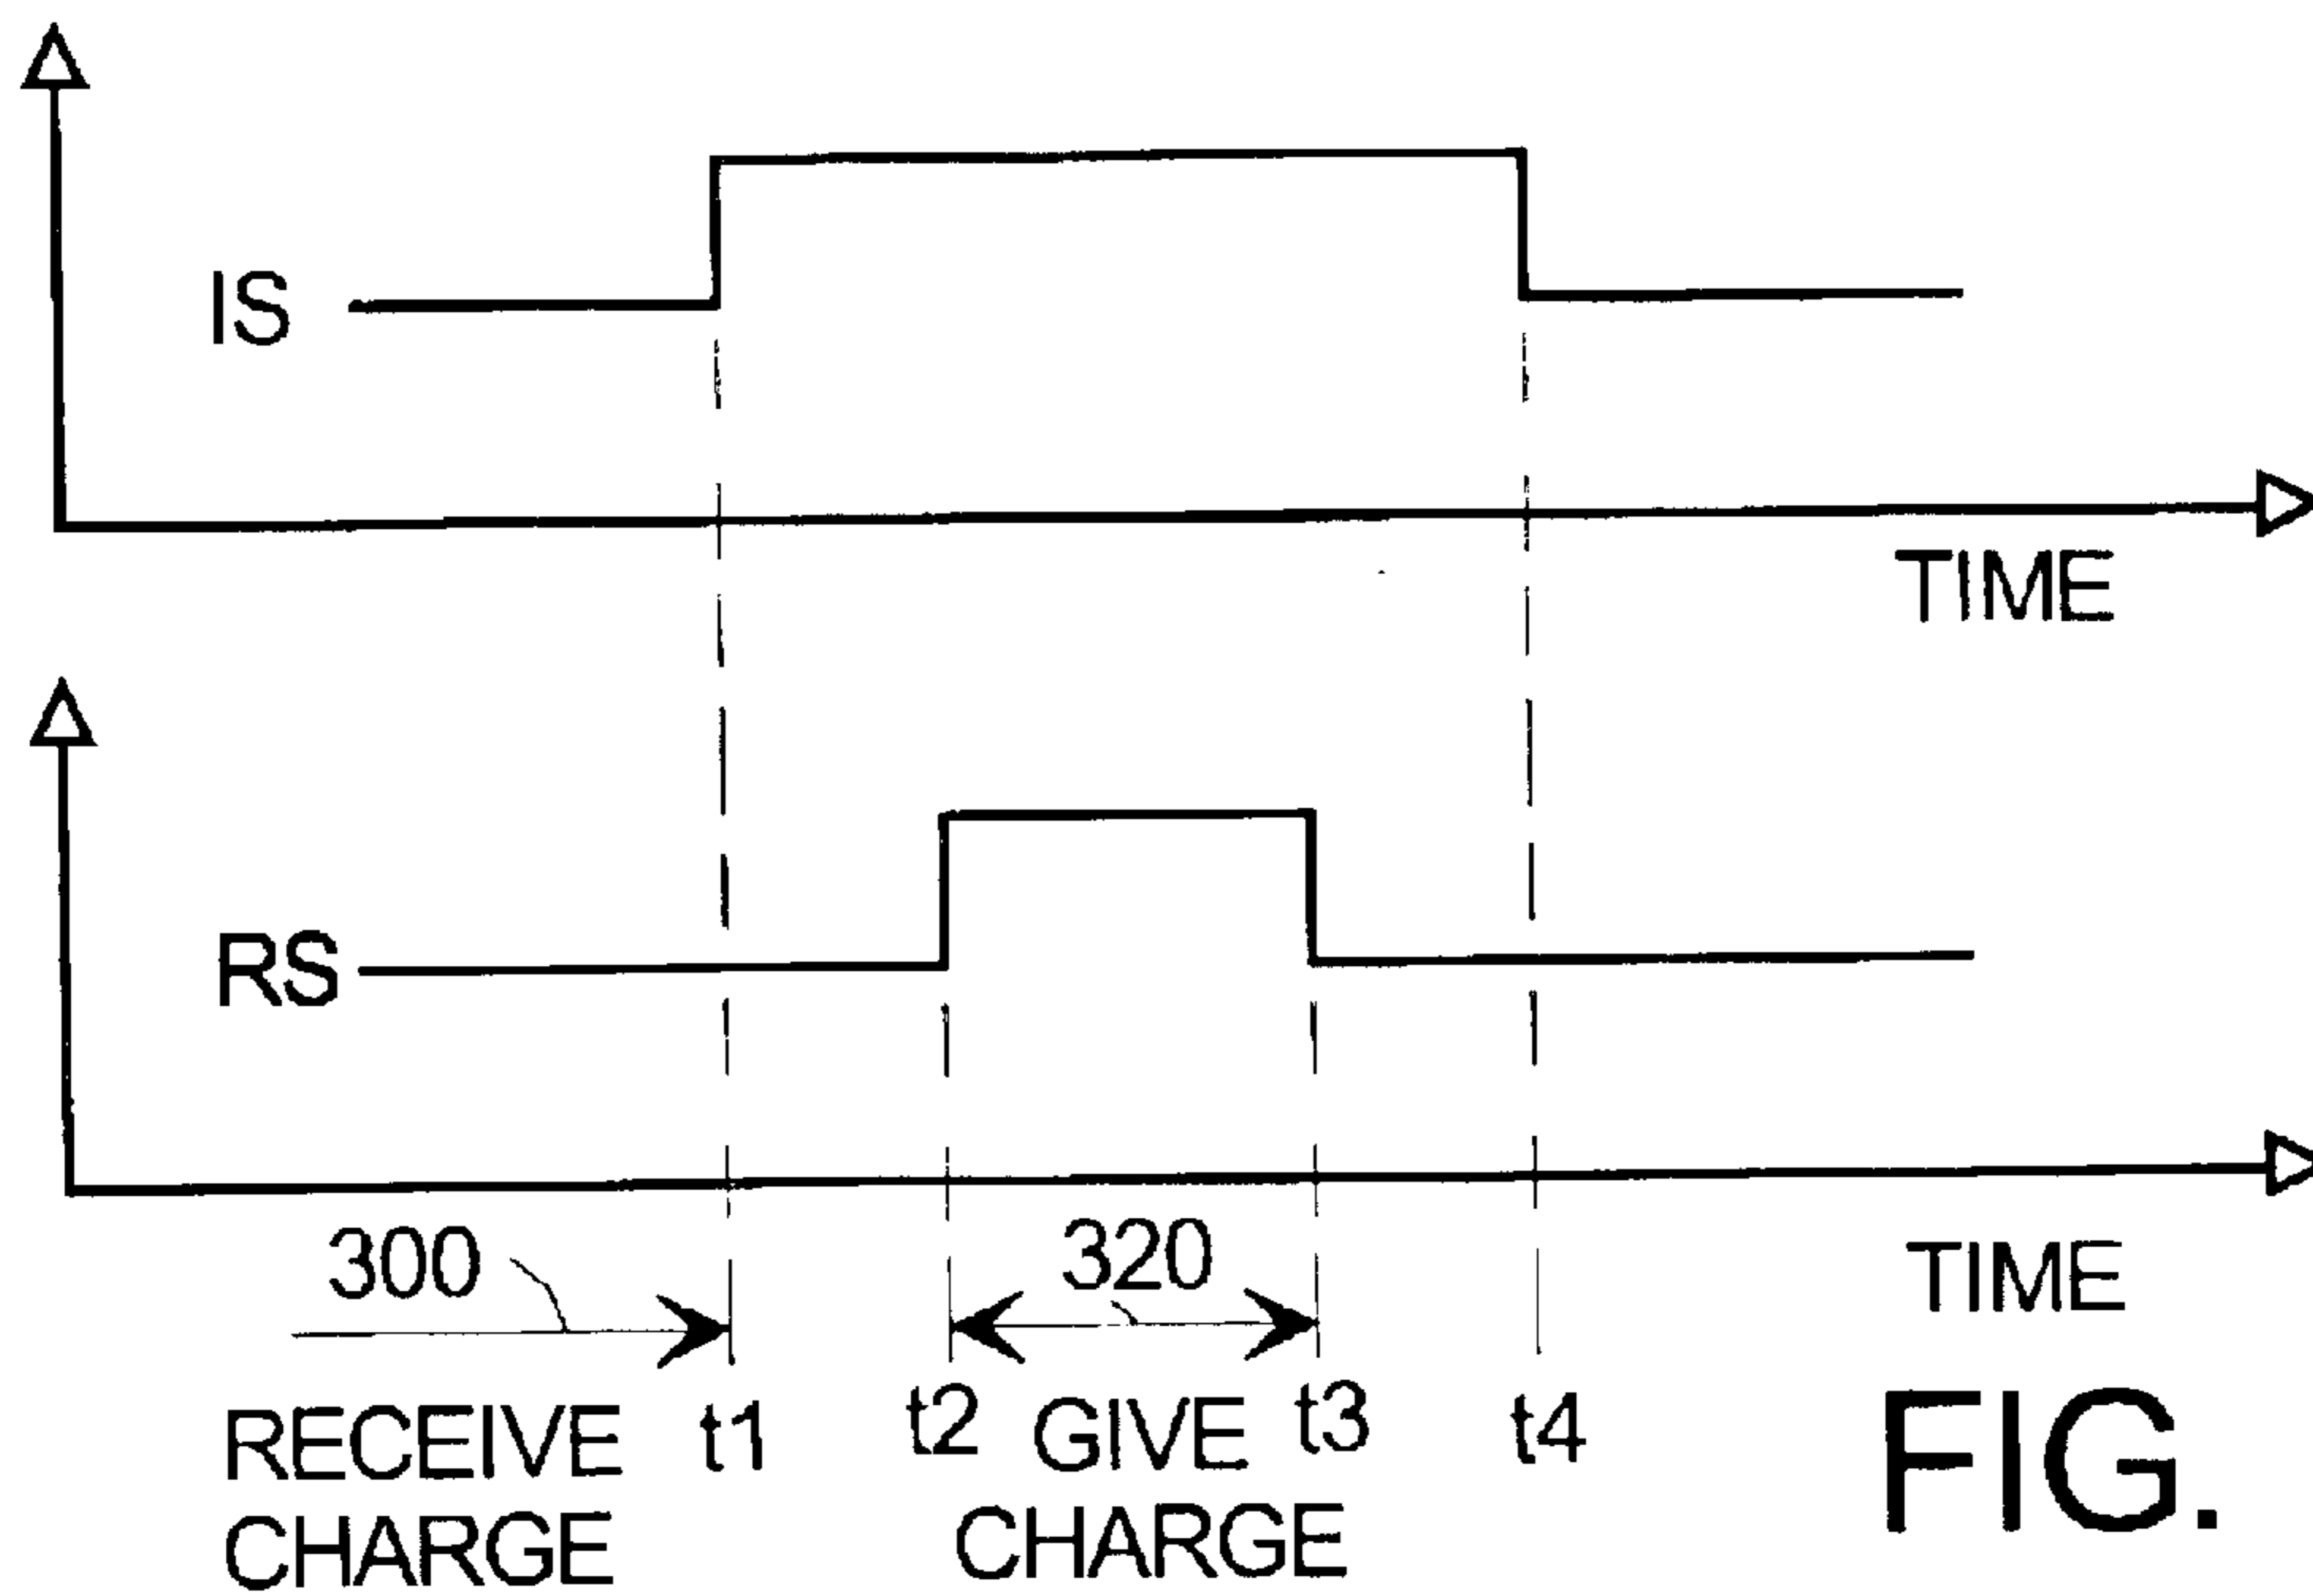 IS
TIME
RS
300
320
TIME
RECEIVE CHARGE
t1
t2
GIVE CHARGE
t3
t4
FIG.